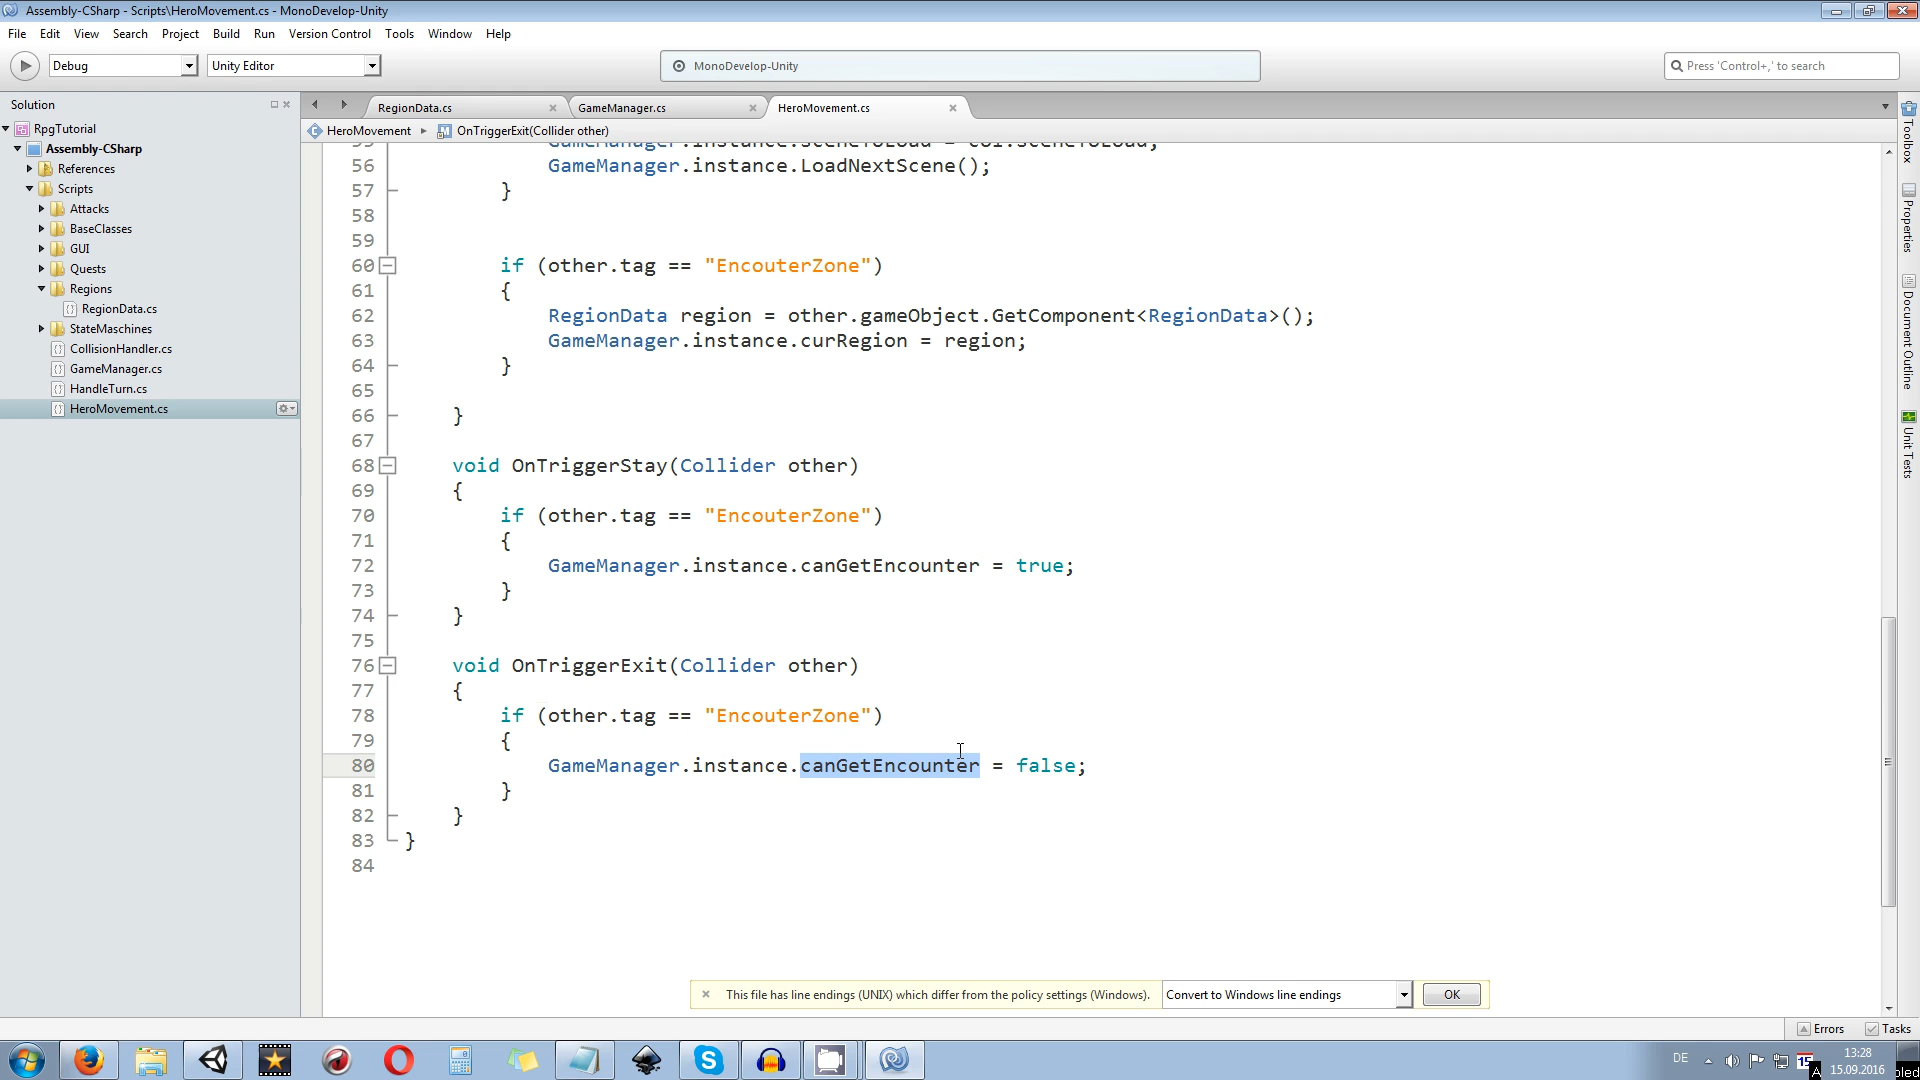 Assembly-CSharp - Scripts\HeroMovement.cs - MonoDevelop-Unity
File Edit View Search Project Build Run Version Control Tools Window Help
Debug
Unity Editor
MonoDevelop-Unity
Press 'Control+,' to search
Solution
RpgTutorial
Assembly-CSharp
References
Scripts
Attacks
BaseClasses
GUI
Quests
Regions
RegionData.cs
StateMaschines
CollisionHandler.cs
GameManager.cs
HandleTurn.cs
HeroMovement.cs
RegionData.cs
GameManager.cs
HeroMovement.cs
HeroMovement
OnTriggerExit(Collider other)
55 GameManager.instance.sceneToLoad = col.sceneToLoad;
56 GameManager.instance.LoadNextScene();
57 }
58
59
60 if (other.tag == "EncouterZone")
61 {
62 RegionData region = other.gameObject.GetComponent<RegionData>();
63 GameManager.instance.curRegion = region;
64 }
65
66 }
67
68 void OnTriggerStay(Collider other)
69 {
70 if (other.tag == "EncouterZone")
71 {
72 GameManager.instance.canGetEncounter = true;
73 }
74 }
75
76 void OnTriggerExit(Collider other)
77 {
78 if (other.tag == "EncouterZone")
79 {
80 GameManager.instance.canGetEncounter = false;
81 }
82 }
83 }
84
Toolbox
Properties
Document Outline
Unit Tests
This file has line endings (UNIX) which differ from the policy settings (Windows).
Convert to Windows line endings
OK
Errors
Tasks
DE
15
13:28
15.09.2016